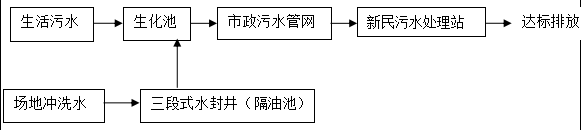 生活污水
生化池
市政污水管网
新民污水处理站
达标排放
场地冲洗水
三段式水封井（隔油池）